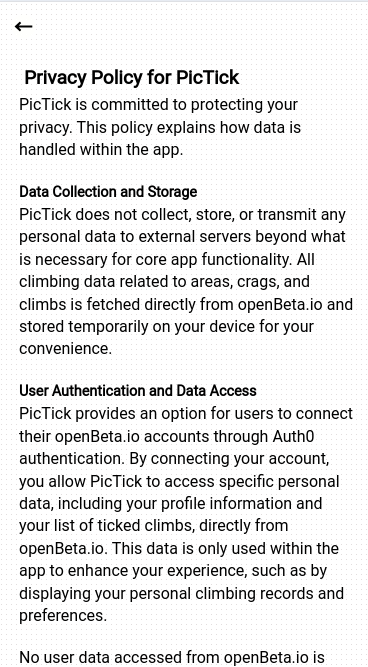 Privacy Policy for PicTick
PicTick is committed to protecting your
privacy. This policy explains how data is
handled within the app.
Data Collection and Storage
PicTick does not collect, store, or transmit any
personal data to external servers beyond what
is necessary for core app functionality. All
climbing data related to areas, crags, and
climbs is fetched directly from openBeta.io and
stored temporarily on your device for your
convenience.
User Authentication and Data Access
PicTick provides an option for users to connect
their openBeta.io accounts through Auth0
authentication. By connecting your account,
you allow PicTick to access specific personal
data, including your profile information and
your list of ticked climbs, directly from
openBeta.io. This data is only used within the
app to enhance your experience, such as by
displaying your personal climbing records and
preferences.
No user data accessed from openBeta.io is